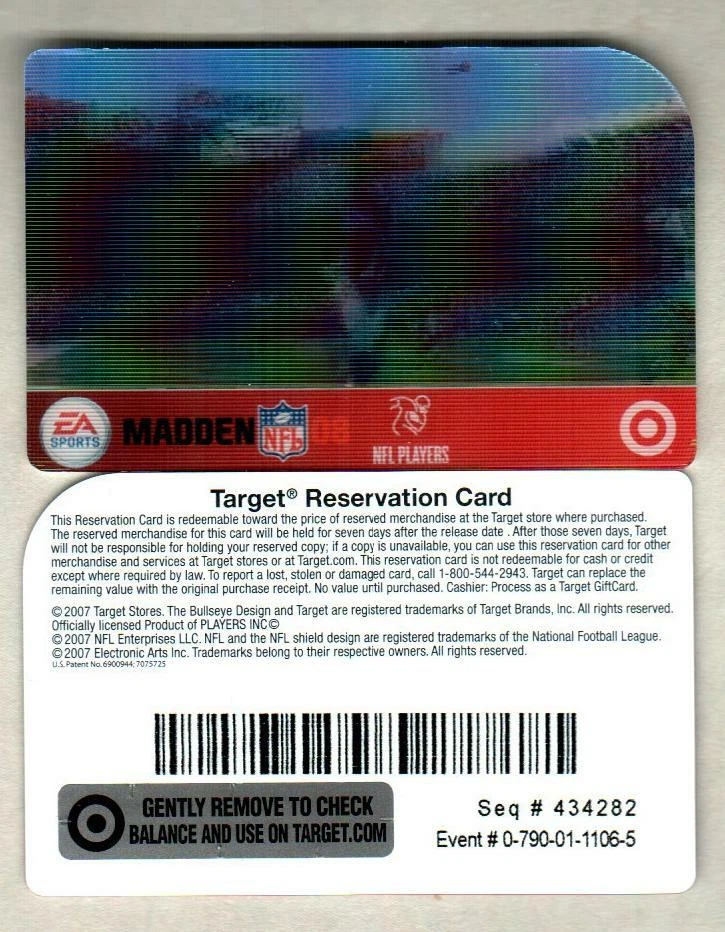 EA
SPORTS
MADDEN NFL 08
NFL PLAYERS
Target® Reservation Card
This Reservation Card is redeemable toward the price of reserved merchandise at the Target store where purchased.
The reserved merchandise for this card will be held for seven days after the release date . After those seven days, Target
will not be responsible for holding your reserved copy; if a copy is unavailable, you can use this reservation card for other
merchandise and services at Target stores or at Target.com. This reservation card is not redeemable for cash or credit
except where required by law. To report a lost, stolen or damaged card, call 1-800-544-2943. Target can replace the
remaining value with the original purchase receipt. No value until purchased. Cashier: Process as a Target GiftCard.
© 2007 Target Stores. The Bullseye Design and Target are registered trademarks of Target Brands, Inc. All rights reserved.
Officially licensed Product of PLAYERS INC©
© 2007 NFL Enterprises LLC. NFL and the NFL shield design are registered trademarks of the National Football League.
© 2007 Electronic Arts Inc. Trademarks belong to their respective owners. All rights reserved.
U.S. Patent No. 6900944; 7075725
GENTLY REMOVE TO CHECK
BALANCE AND USE ON TARGET.COM
Seq # 434282
Event # 0-790-01-1106-5